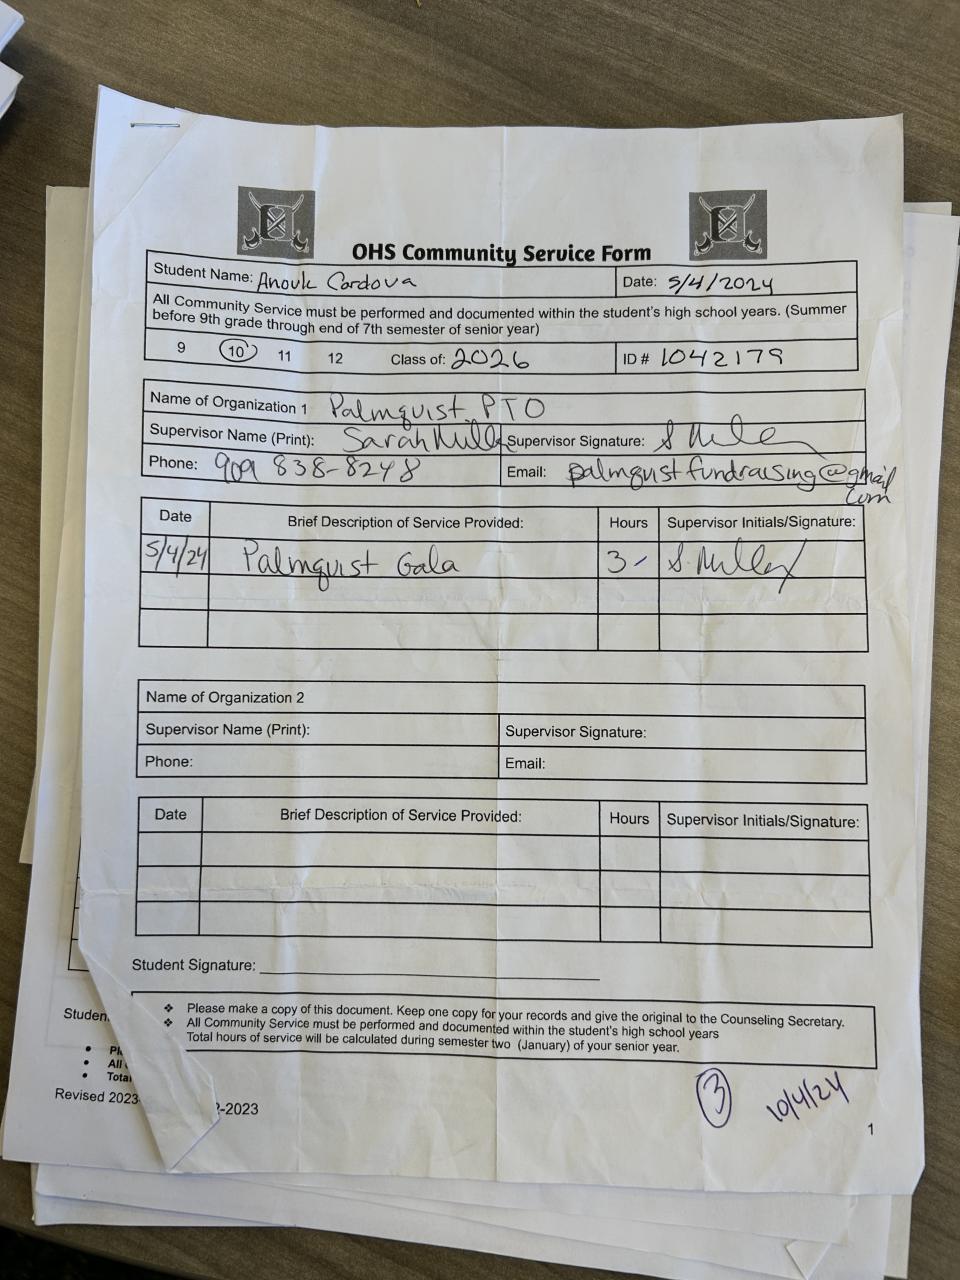 OHS Community Service Form
Student Name: Anouk Cordova Date: 5/4/2024
All Community Service must be performed and documented within the student's high school years. (Summer
before 9th grade through end of 7th semester of senior year)
9 10 11 12 Class of: 2026 ID # 1042179
Name of Organization 1 Palmquist PTO
Supervisor Name (Print): Sarah Supervisor Signature:
Phone: 909 838-8248 Email: palmquistfundraising@gmail
com
Date Brief Description of Service Provided: Hours Supervisor Initials/Signature:
5/4/24 Palmquist Gala 3 S. Miller
Name of Organization 2
Supervisor Name (Print): Supervisor Signature:
Phone: Email:
Date Brief Description of Service Provided: Hours Supervisor Initials/Signature:
Student Signature:
❖ Please make a copy of this document. Keep one copy for your records and give the original to the Counseling Secretary.
❖ All Community Service must be performed and documented within the student's high school years
Total hours of service will be calculated during semester two (January) of your senior year.
Studen
• Pl
• All
• Total
Revised 2023- -2023
3 10/4/24
1